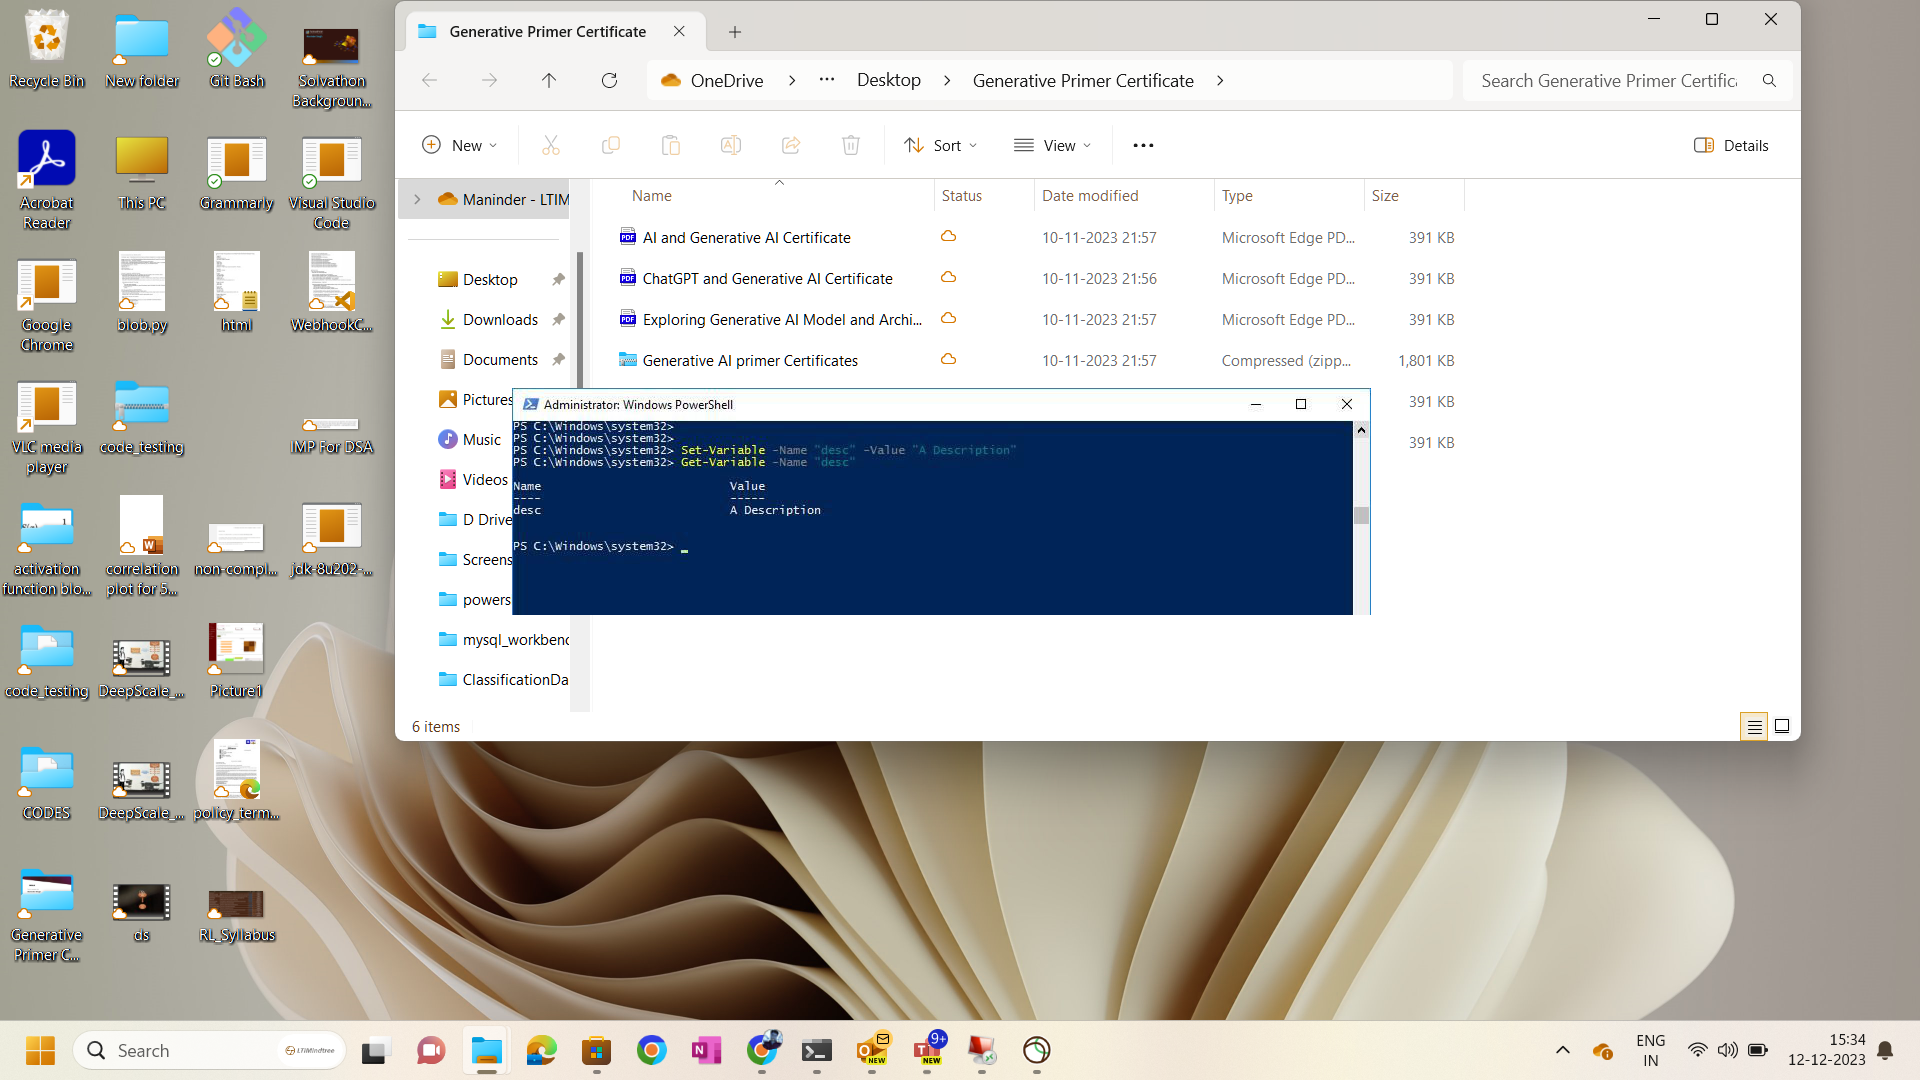 Recycle Bin
New folder
Git Bash
Solvathon
Backgroun...
Acrobat
Reader
This PC
Grammarly
Visual Studio
Code
Google
Chrome
blob.py
html
WebhookC...
VLC media
player
code_testing
IMP For DSA
activation
function blo...
correlation
plot for 5...
non-compl...
jdk-8u202-...
code_testing
DeepScale_...
Picture1
CODES
DeepScale_...
policy_term...
Generative
Primer C...
ds
RL_Syllabus
Generative Primer Certificate
OneDrive
Desktop
Generative Primer Certificate
Search Generative Primer Certific
New
Sort
View
Details
Maninder - LTIM
Desktop
Downloads
Documents
Pictures
Music
Videos
D Drive
Screens
powers
mysql_workbenc
ClassificationDa
Name Status Date modified Type Size
AI and Generative AI Certificate 10-11-2023 21:57 Microsoft Edge PD... 391 KB
ChatGPT and Generative AI Certificate 10-11-2023 21:56 Microsoft Edge PD... 391 KB
Exploring Generative AI Model and Archi... 10-11-2023 21:57 Microsoft Edge PD... 391 KB
Generative AI primer Certificates 10-11-2023 21:57 Compressed (zipp... 1,801 KB
391 KB
391 KB
Administrator: Windows PowerShell
PS C:\Windows\system32>
PS C:\Windows\system32>
PS C:\Windows\system32> Set-Variable -Name "desc" -Value "A Description"
PS C:\Windows\system32> Get-Variable -Name "desc"
Name Value
---- -----
desc A Description
PS C:\Windows\system32> _
6 items
Search
LTIMindtree
NEW
9+
NEW
ENG
IN
15:34
12-12-2023